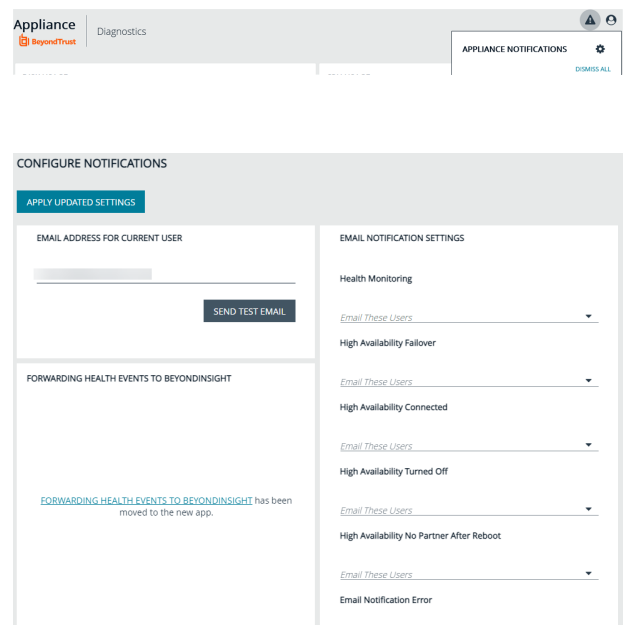 Appliance
BeyondTrust
Diagnostics
APPLIANCE NOTIFICATIONS
DISMISS ALL
CONFIGURE NOTIFICATIONS
APPLY UPDATED SETTINGS
EMAIL ADDRESS FOR CURRENT USER
SEND TEST EMAIL
FORWARDING HEALTH EVENTS TO BEYONDINSIGHT
FORWARDING HEALTH EVENTS TO BEYONDINSIGHT has been
moved to the new app.
EMAIL NOTIFICATION SETTINGS
Health Monitoring
Email These Users
High Availability Failover
Email These Users
High Availability Connected
Email These Users
High Availability Turned Off
Email These Users
High Availability No Partner After Reboot
Email These Users
Email Notification Error